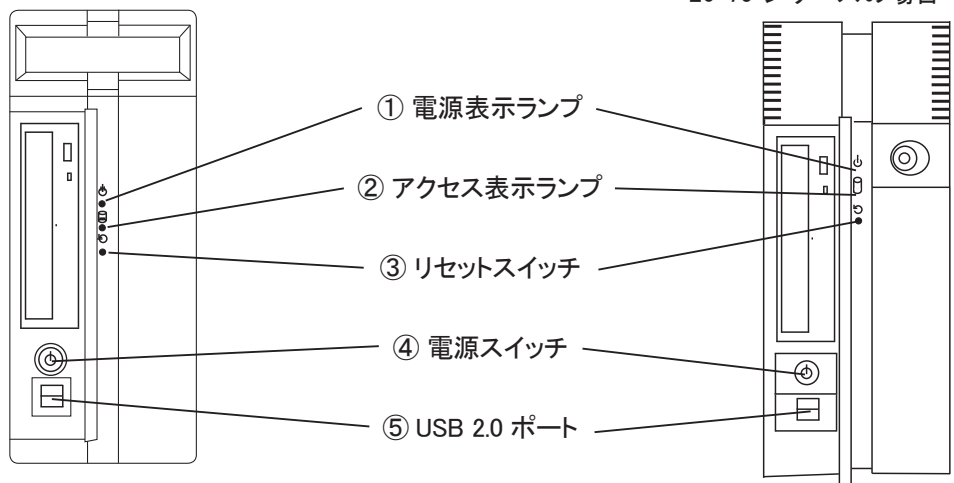 ① 電源表示ランプ
② アクセス表示ランプ
③ リセットスイッチ
④ 電源スイッチ
⑤ USB 2.0 ポート